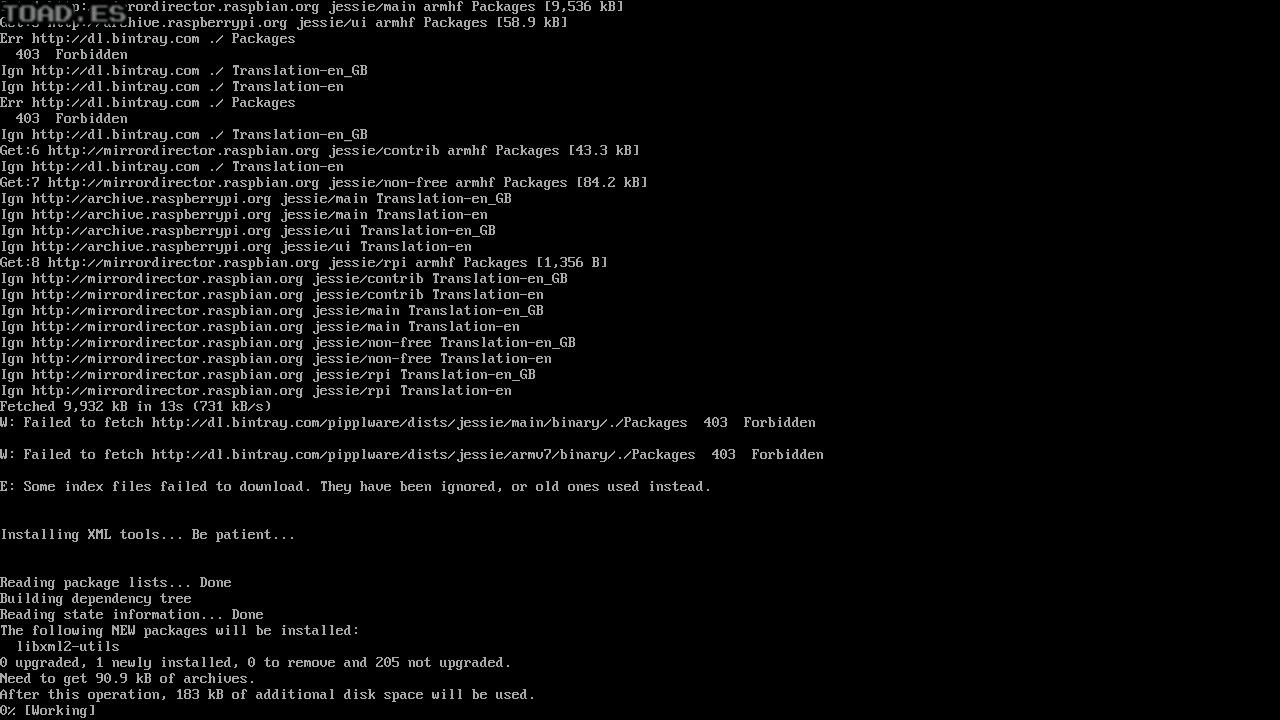 TOAD.ES
http://mirrordirector.raspbian.org jessie/main armhf Packages [9,536 kB]
http://archive.raspberrypi.org jessie/ui armhf Packages [58.9 kB]
Err http://dl.bintray.com ./ Packages
  403  Forbidden
Ign http://dl.bintray.com ./ Translation-en_GB
Ign http://dl.bintray.com ./ Translation-en
Err http://dl.bintray.com ./ Packages
  403  Forbidden
Ign http://dl.bintray.com ./ Translation-en_GB
Get:6 http://mirrordirector.raspbian.org jessie/contrib armhf Packages [43.3 kB]
Ign http://dl.bintray.com ./ Translation-en
Get:7 http://mirrordirector.raspbian.org jessie/non-free armhf Packages [84.2 kB]
Ign http://archive.raspberrypi.org jessie/main Translation-en_GB
Ign http://archive.raspberrypi.org jessie/main Translation-en
Ign http://archive.raspberrypi.org jessie/ui Translation-en_GB
Ign http://archive.raspberrypi.org jessie/ui Translation-en
Get:8 http://mirrordirector.raspbian.org jessie/rpi armhf Packages [1,356 B]
Ign http://mirrordirector.raspbian.org jessie/contrib Translation-en_GB
Ign http://mirrordirector.raspbian.org jessie/contrib Translation-en
Ign http://mirrordirector.raspbian.org jessie/main Translation-en_GB
Ign http://mirrordirector.raspbian.org jessie/main Translation-en
Ign http://mirrordirector.raspbian.org jessie/non-free Translation-en_GB
Ign http://mirrordirector.raspbian.org jessie/non-free Translation-en
Ign http://mirrordirector.raspbian.org jessie/rpi Translation-en_GB
Ign http://mirrordirector.raspbian.org jessie/rpi Translation-en
Fetched 9,932 kB in 13s (731 kB/s)
W: Failed to fetch http://dl.bintray.com/pipplware/dists/jessie/main/binary/./Packages  403  Forbidden
W: Failed to fetch http://dl.bintray.com/pipplware/dists/jessie/armv7/binary/./Packages  403  Forbidden
E: Some index files failed to download. They have been ignored, or old ones used instead.
Installing XML tools... Be patient...
Reading package lists... Done
Building dependency tree
Reading state information... Done
The following NEW packages will be installed:
  libxml2-utils
0 upgraded, 1 newly installed, 0 to remove and 205 not upgraded.
Need to get 90.9 kB of archives.
After this operation, 183 kB of additional disk space will be used.
0% [Working]